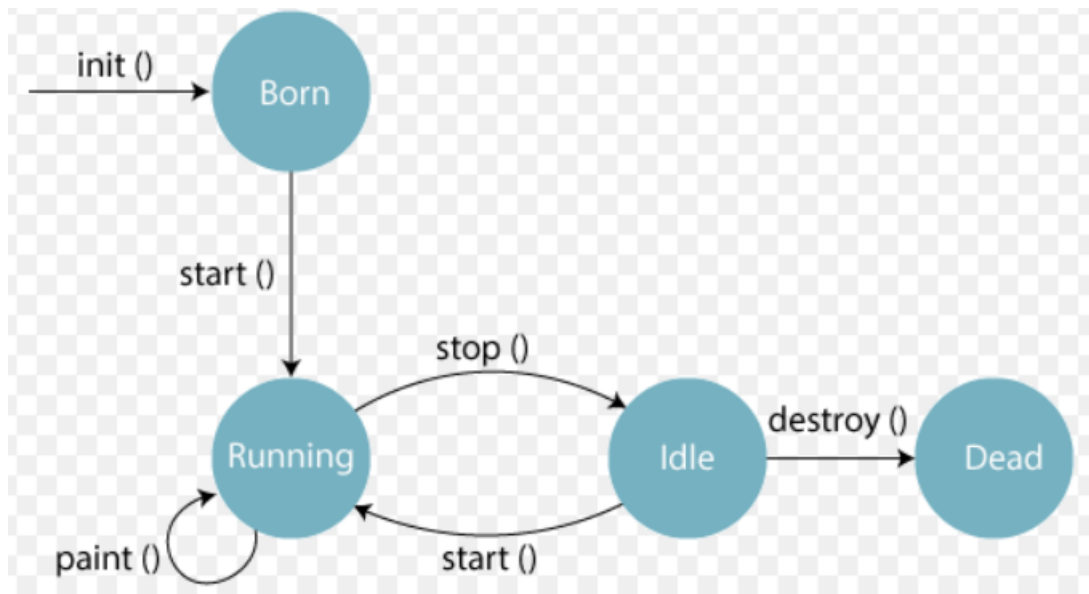 init ()
Born
start ()
stop ()
destroy ()
Running
Idle
Dead
paint ()
start ()